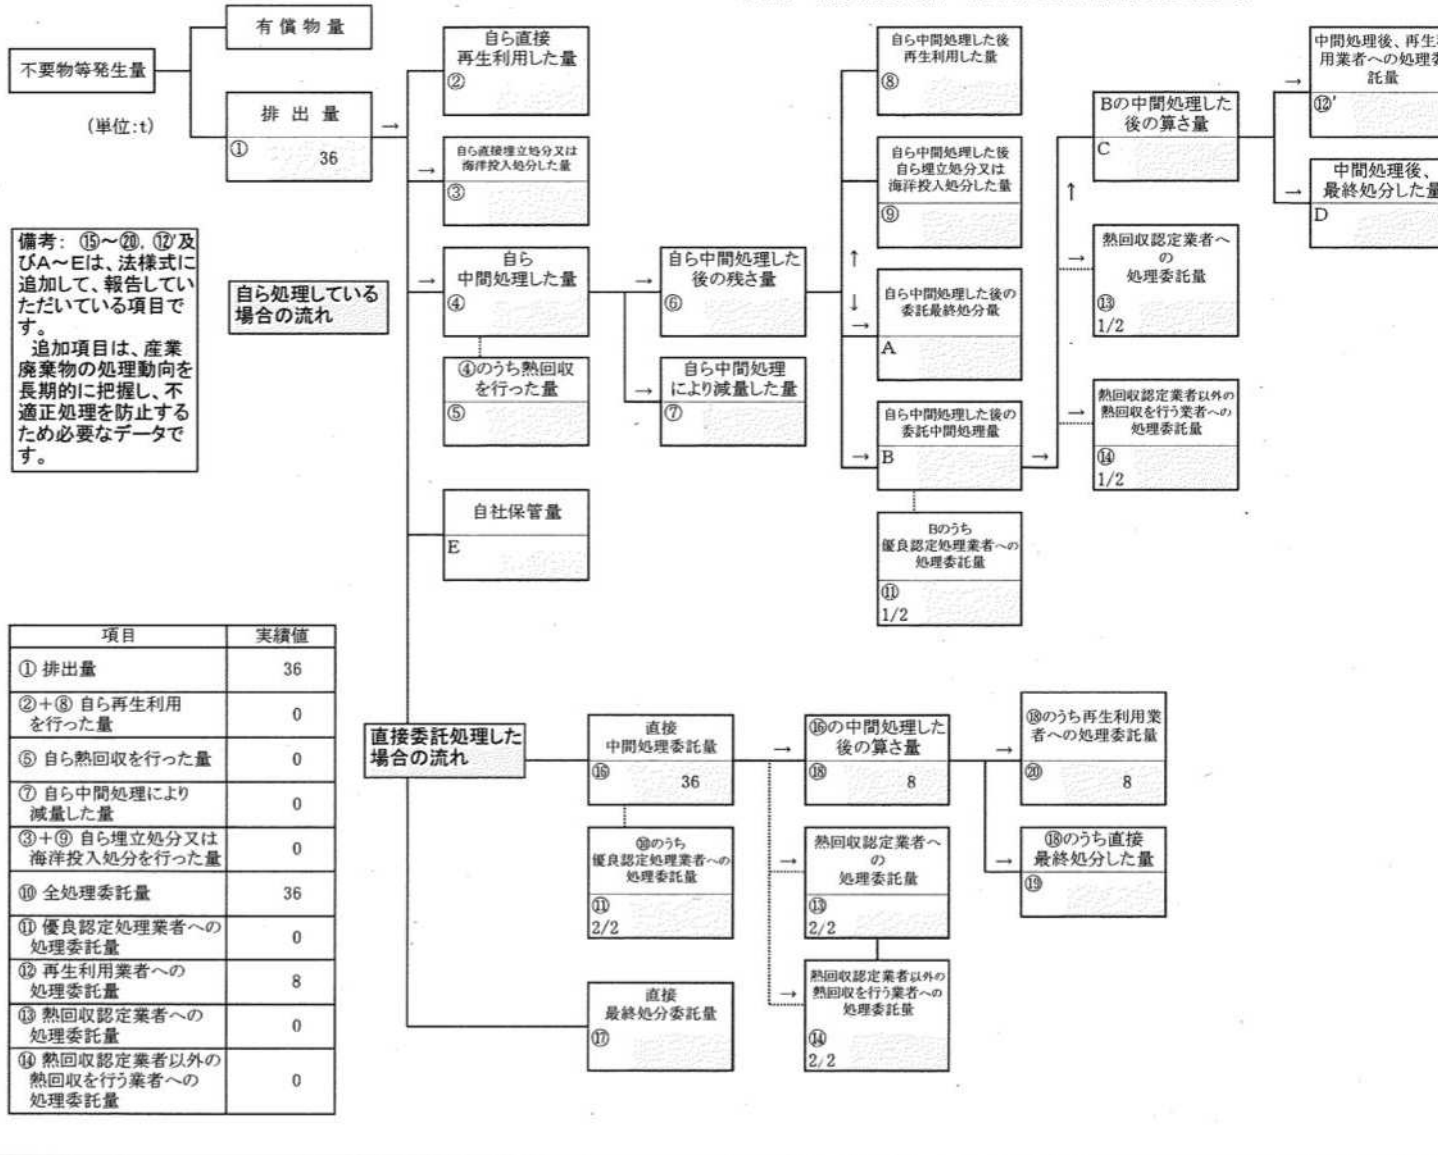 不要物等発生量
(単位:t)
有償物量
排出量
①
36
備考: ⑮～⑳, ⑫'及
びA～Eは、法様式に
追加して、報告してい
ただいている項目で
す。
追加項目は、産業
廃棄物の処理動向を
長期的に把握し、不
適正処理を防止する
ため必要なデータで
す。
自ら処理している
場合の流れ
自ら直接
再生利用した量
②
自ら直接埋立処分又は
海洋投入処分した量
③
自ら
中間処理した量
④
④のうち熱回収
を行った量
⑤
自ら中間処理した
後の残さ量
⑥
自ら中間処理
により減量した量
⑦
自社保管量
E
自ら中間処理した後
再生利用した量
⑧
自ら中間処理した後
自ら埋立処分又は
海洋投入処分した量
⑨
自ら中間処理した後の
委託最終処分量
A
自ら中間処理した後の
委託中間処理量
B
Bのうち
優良認定処理業者への
処理委託量
⑪
1/2
Bの中間処理した
後の算さ量
C
熱回収認定業者へ
の
処理委託量
⑬
1/2
熱回収認定業者以外の
熱回収を行う業者への
処理委託量
⑭
1/2
中間処理後、再生利
用業者への処理委
託量
⑫'
中間処理後、
最終処分した量
D
項目 実績値
① 排出量 36
②+⑧ 自ら再生利用
を行った量 0
⑤ 自ら熱回収を行った量 0
⑦ 自ら中間処理により
減量した量 0
③+⑨ 自ら埋立処分又は
海洋投入処分を行った量 0
⑩ 全処理委託量 36
⑪ 優良認定処理業者への
処理委託量 0
⑫ 再生利用業者への
処理委託量 8
⑬ 熱回収認定業者への
処理委託量 0
⑭ 熱回収認定業者以外の
熱回収を行う業者への
処理委託量 0
直接委託処理した
場合の流れ
直接
中間処理委託量
⑯
36
優良認定処理業者への
処理委託量
⑪
2/2
直接
最終処分委託量
⑰
⑯の中間処理した
後の算さ量
⑱
8
熱回収認定業者へ
の
処理委託量
⑬
2/2
熱回収認定業者以外の
熱回収を行う業者への
処理委託量
⑭
2/2
⑱のうち再生利用業
者への処理委託量
⑳
8
⑱のうち直接
最終処分した量
⑲